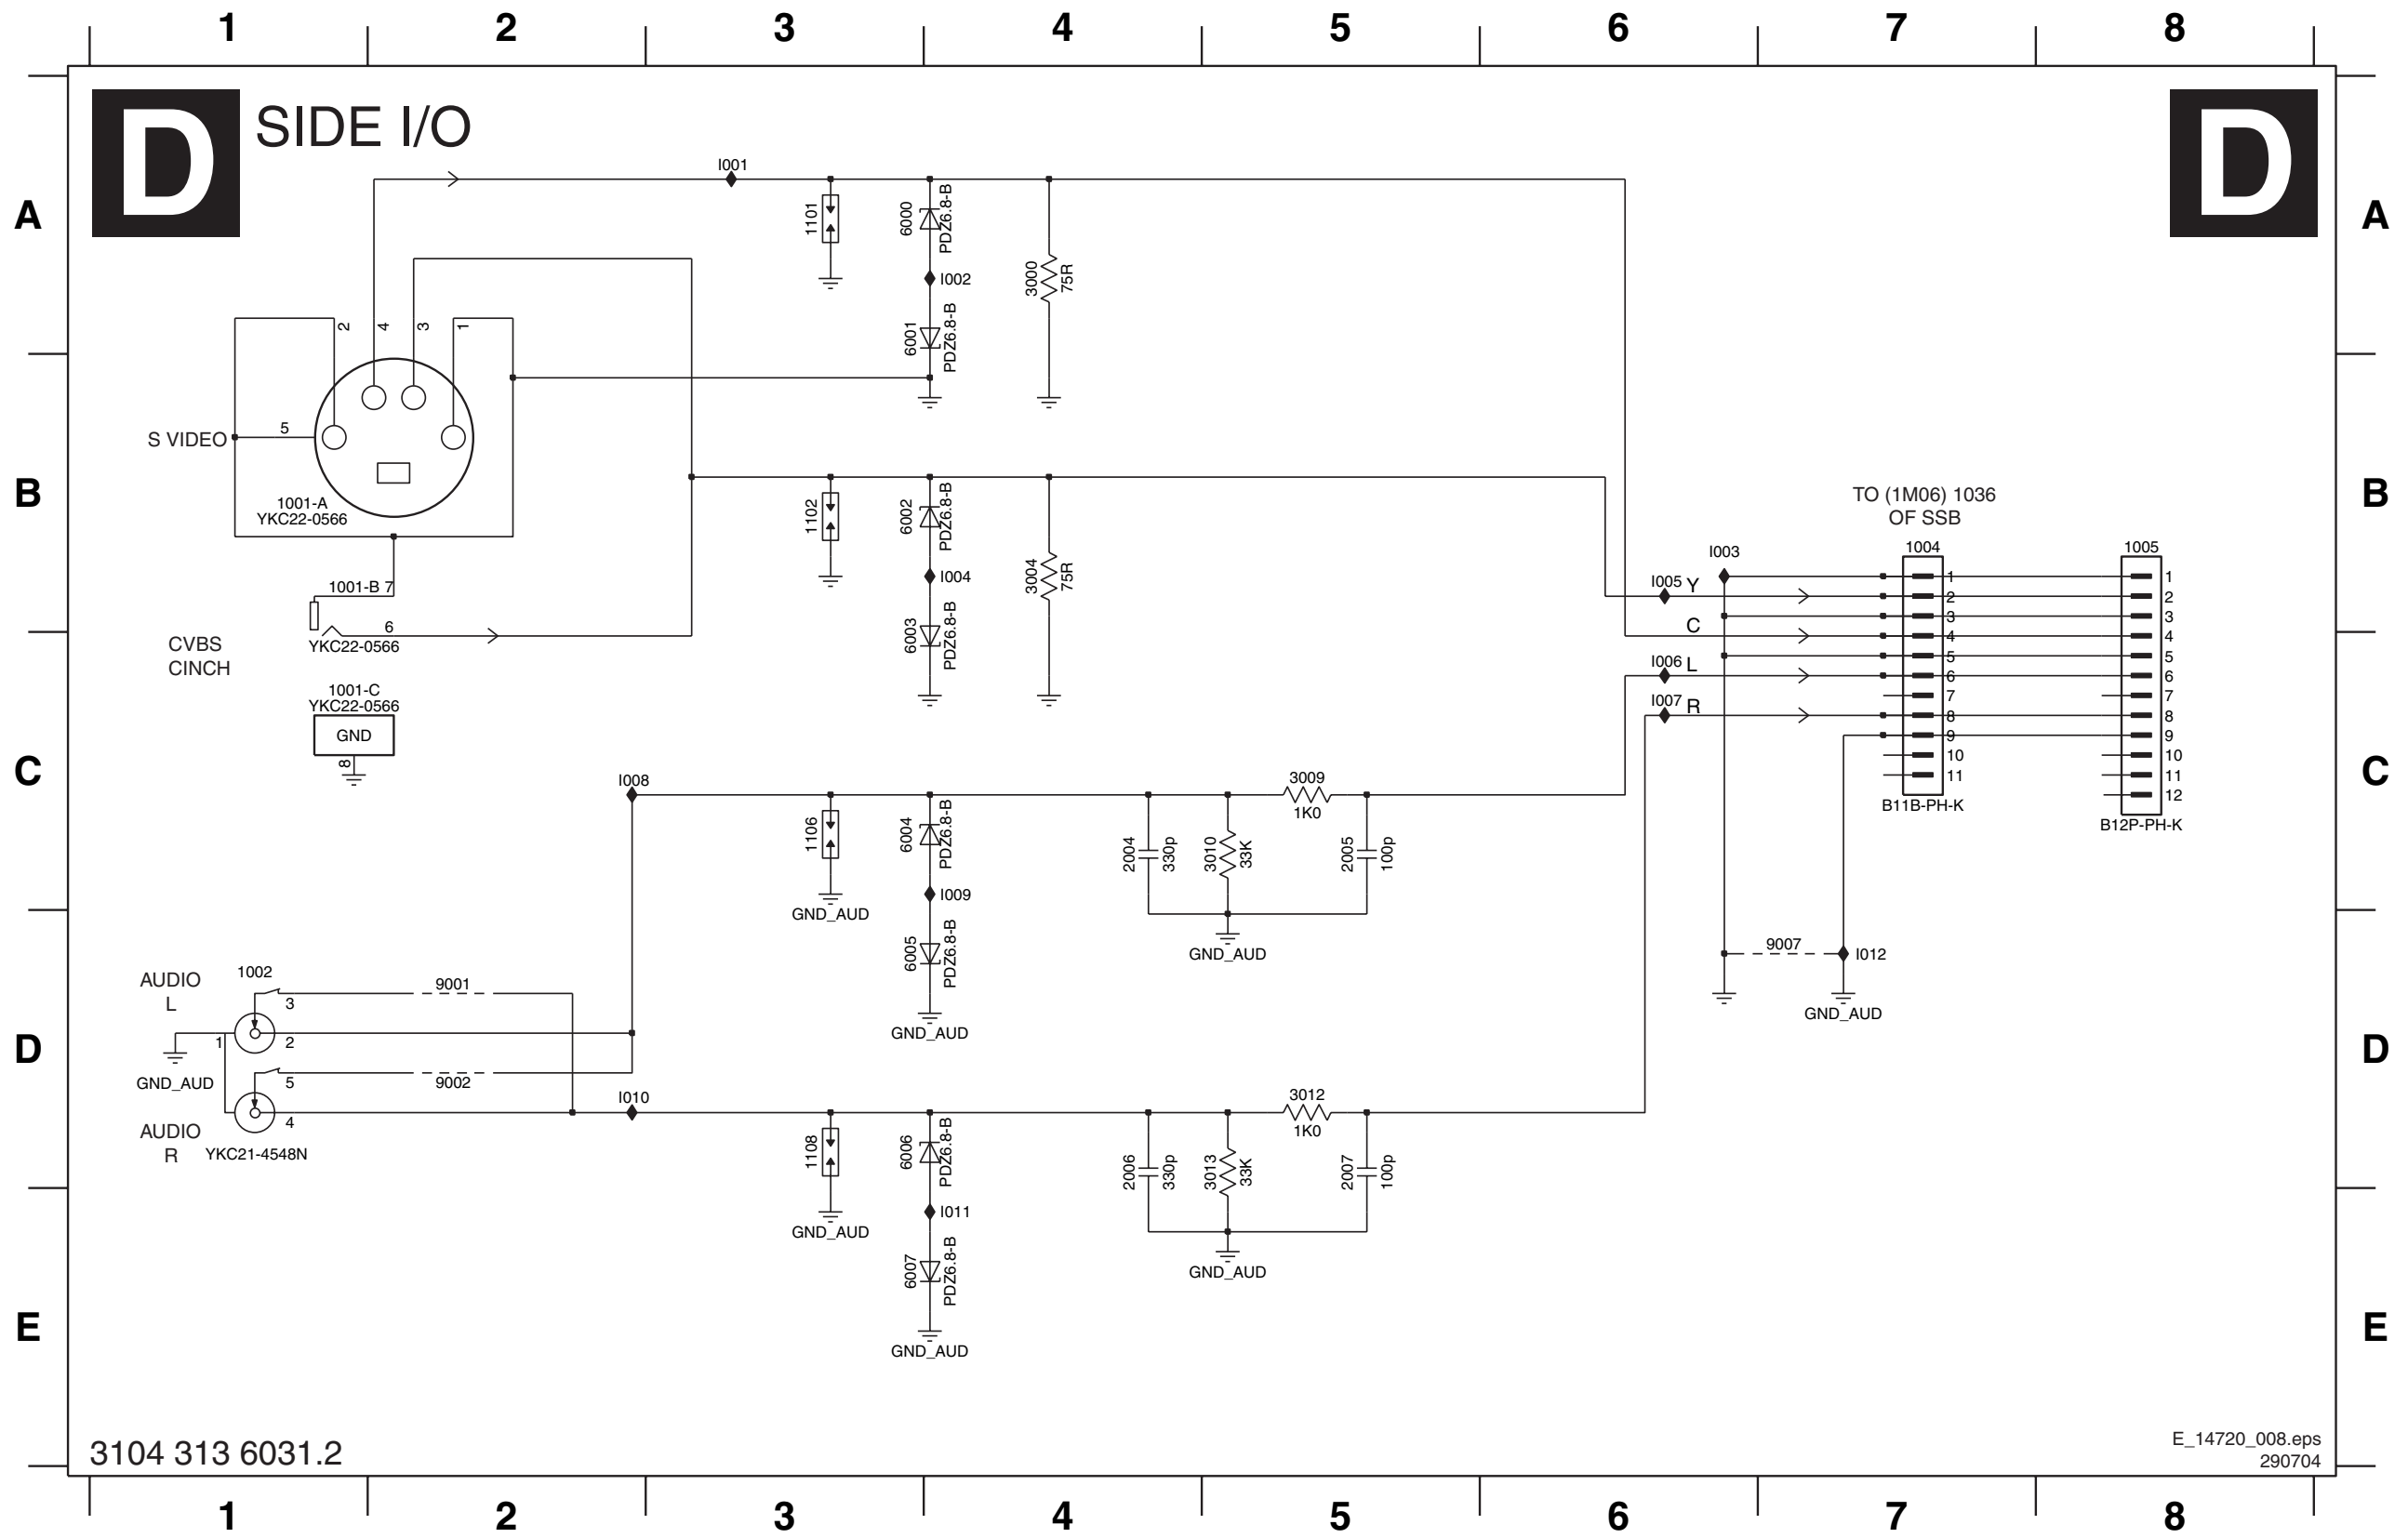 1 2 3 4 5 6 7 8
D SIDE I/O D
A A
I001
1101
6000
PDZ6.8-B
I002
3000
75R
6001
PDZ6.8-B
2
4
3
1
5
S VIDEO
1001-A
YKC22-0566
B B
1102
6002
PDZ6.8-B
I004
3004
75R
6003
PDZ6.8-B
1001-B 7
6
YKC22-0566
CVBS
CINCH
1001-C
YKC22-0566
GND
8
TO (1M06) 1036
OF SSB
1004
1005
I003
I005 Y
C
I006 L
I007 R
1
2
3
4
5
6
7
8
9
10
11
B11B-PH-K
1
2
3
4
5
6
7
8
9
10
11
12
B12P-PH-K
C C
I008
1106
GND_AUD
6004
PDZ6.8-B
I009
6005
PDZ6.8-B
GND_AUD
2004
330p
3010
33K
3009
1K0
2005
100p
GND_AUD
9007
I012
GND_AUD
D D
AUDIO
L
1002
3
9001
1
2
GND_AUD
5
9002
4
AUDIO
R
YKC21-4548N
I010
1108
GND_AUD
6006
PDZ6.8-B
I011
6007
PDZ6.8-B
GND_AUD
2006
330p
3013
33K
3012
1K0
2007
100p
GND_AUD
E E
3104 313 6031.2
E_14720_008.eps
290704
1 2 3 4 5 6 7 8